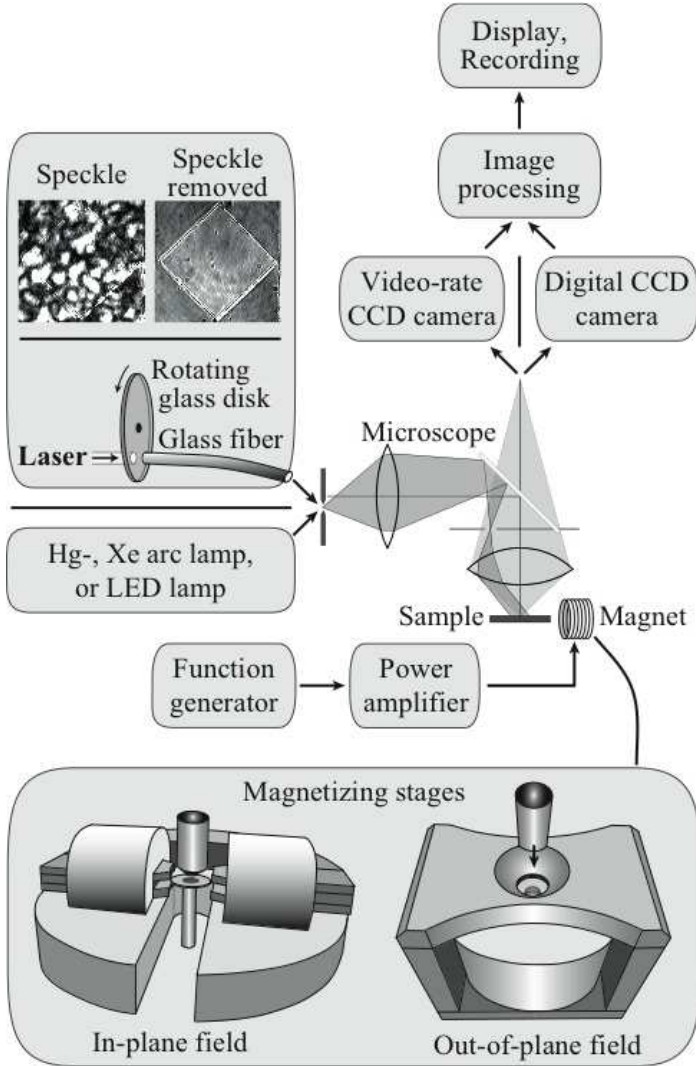 Display,
Recording
Image
processing
Video-rate
CCD camera
Digital CCD
camera
Speckle
Speckle
removed
Rotating
glass disk
Glass fiber
Laser
Microscope
Hg-, Xe arc lamp,
or LED lamp
Sample
Magnet
Function
generator
Power
amplifier
Magnetizing stages
In-plane field
Out-of-plane field